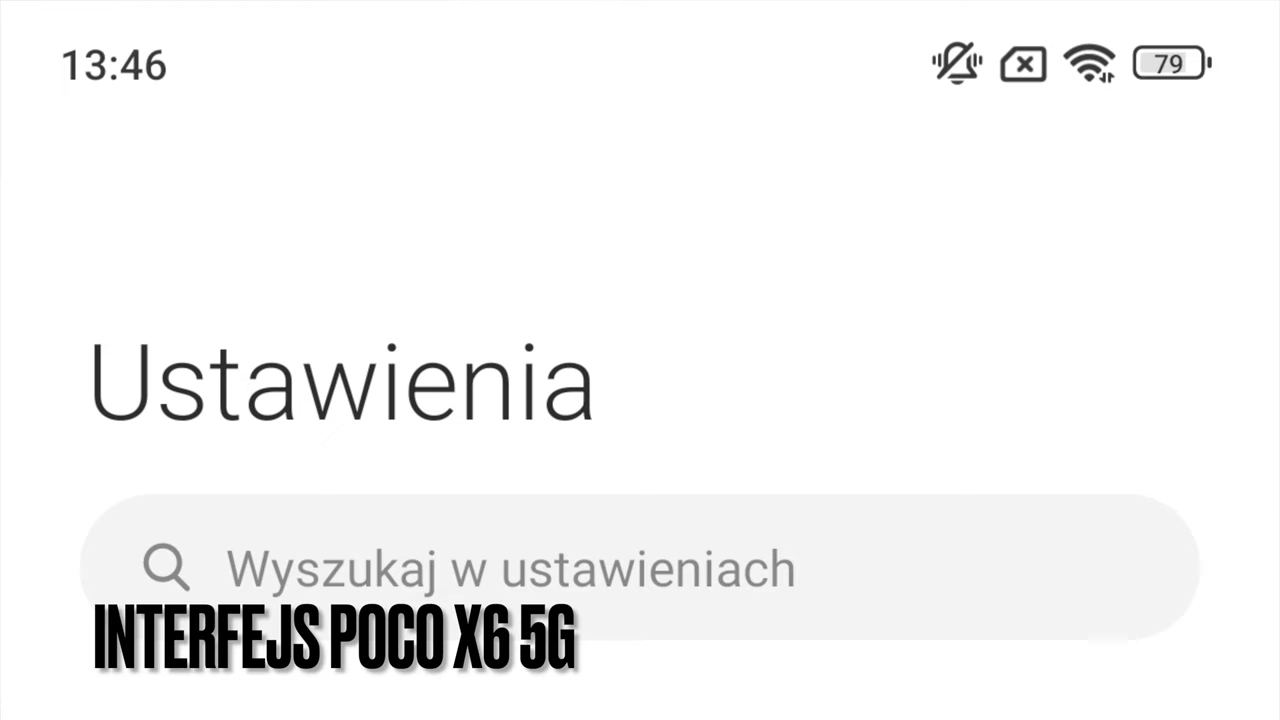 13:46
79
Ustawienia
Wyszukaj w ustawieniach
INTERFEJS POCO X6 5G